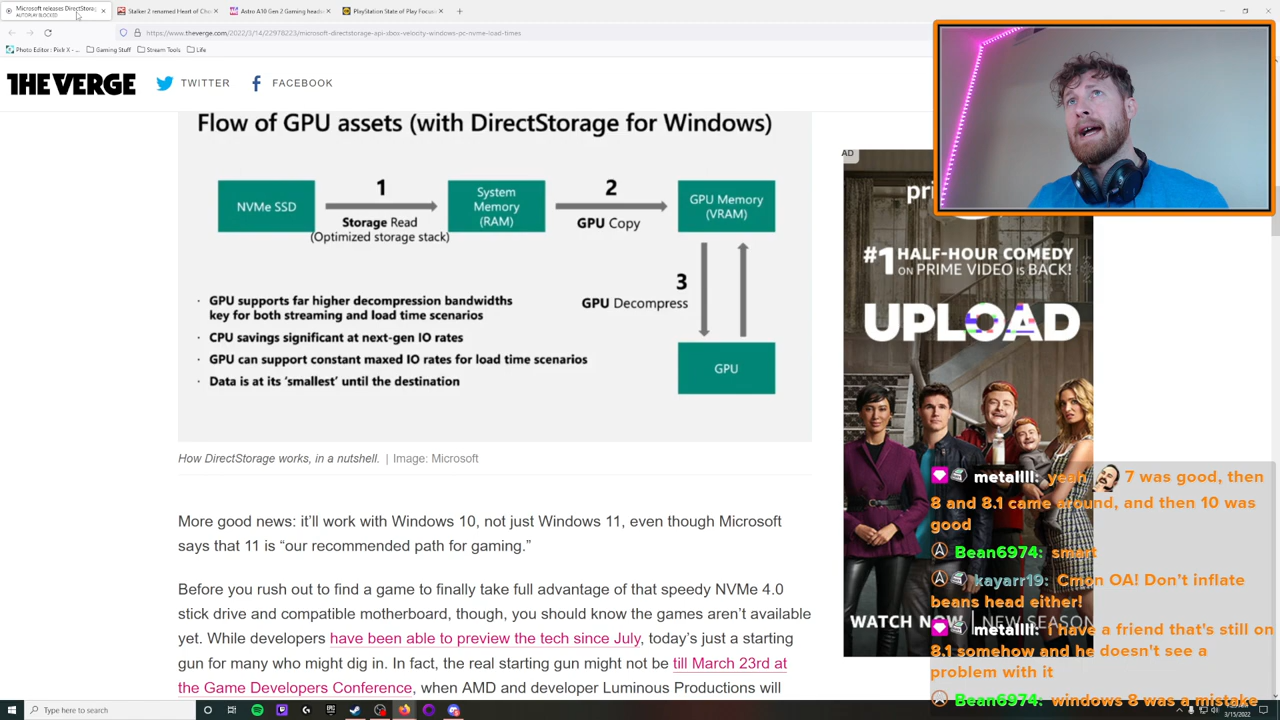 Microsoft releases DirectStorag
AUTOPLAY BLOCKED
Stalker 2 renamed Heart of Cho
Astro A10 Gen 2 Gaming heads
PlayStation State of Play Focus
https://www.theverge.com/2022/3/14/22978223/microsoft-directstorage-api-xbox-velocity-windows-pc-nvme-load-times
Photo Editor : Pixlr X - ...
Gaming Stuff
Stream Tools
Life
THE VERGE
TWITTER
FACEBOOK
Flow of GPU assets (with DirectStorage for Windows)
NVMe SSD
1
Storage Read
(Optimized storage stack)
System
Memory
(RAM)
2
GPU Copy
GPU Memory
(VRAM)
3
GPU Decompress
GPU
· GPU supports far higher decompression bandwidths
key for both streaming and load time scenarios
· CPU savings significant at next-gen IO rates
· GPU can support constant maxed IO rates for load time scenarios
· Data is at its ‘smallest’ until the destination
How DirectStorage works, in a nutshell. | Image: Microsoft
More good news: it’ll work with Windows 10, not just Windows 11, even though Microsoft
says that 11 is “our recommended path for gaming.”
Before you rush out to find a game to finally take full advantage of that speedy NVMe 4.0
stick drive and compatible motherboard, though, you should know the games aren’t available
yet. While developers have been able to preview the tech since July, today’s just a starting
gun for many who might dig in. In fact, the real starting gun might not be till March 23rd at
the Game Developers Conference, when AMD and developer Luminous Productions will
AD
pri
#1 HALF-HOUR COMEDY
ON PRIME VIDEO IS BACK!
UPLOAD
WATCH NOW | NEW SEASON
metallll: yeah 7 was good, then
8 and 8.1 came around, and then 10 was
good
Bean6974: smart
kayarr19: Cmon OA! Don’t inflate
beans head either!
metallll: I have a friend that’s still on
8.1 somehow and he doesn’t see a
problem with it
Bean6974: windows 8 was a mistake
Type here to search
3/15/2022